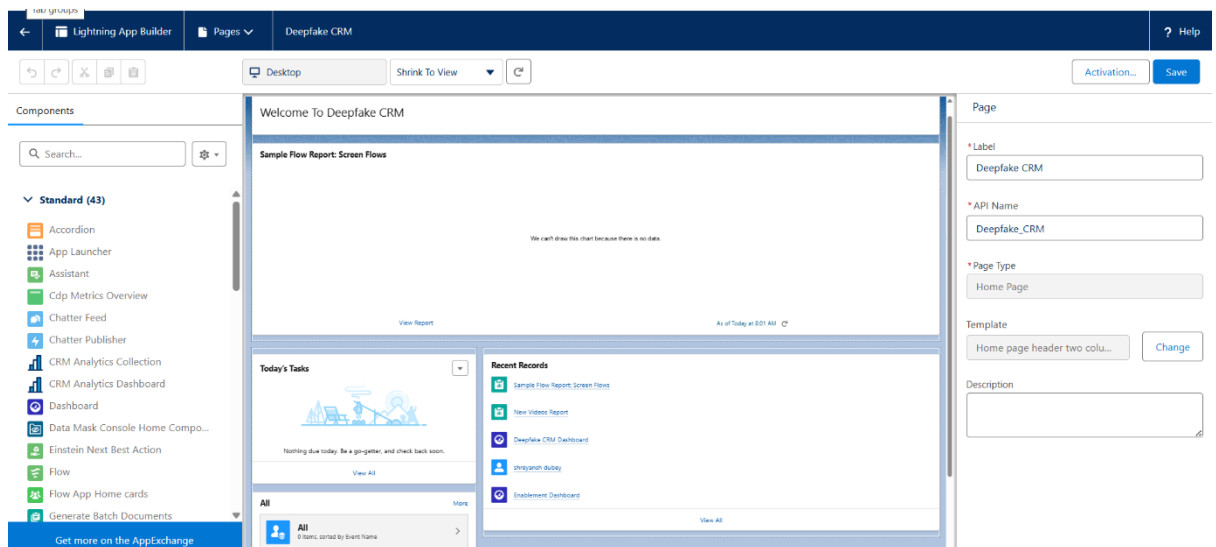 Tab groups
Lightning App Builder
Pages
Deepfake CRM
? Help
Desktop
Shrink To View
Activation...
Save
Components
Search...
Standard (43)
Accordion
App Launcher
Assistant
Cdp Metrics Overview
Chatter Feed
Chatter Publisher
CRM Analytics Collection
CRM Analytics Dashboard
Dashboard
Data Mask Console Home Compo...
Einstein Next Best Action
Flow
Flow App Home cards
Generate Batch Documents
Get more on the AppExchange
Welcome To Deepfake CRM
Sample Flow Report: Screen Flows
We can't draw this chart because there is no data.
View Report
As of Today at 8:01 AM
Today's Tasks
Nothing due today. Be a go-getter, and check back soon.
View All
All
More
All
0 items, sorted by Event Name
Recent Records
Sample Flow Report: Screen Flows
New Videos Report
Deepfake CRM Dashboard
shreyansh dubey
Enablement Dashboard
View All
Page
*Label
Deepfake CRM
*API Name
Deepfake_CRM
*Page Type
Home Page
Template
Home page header two colu...
Change
Description